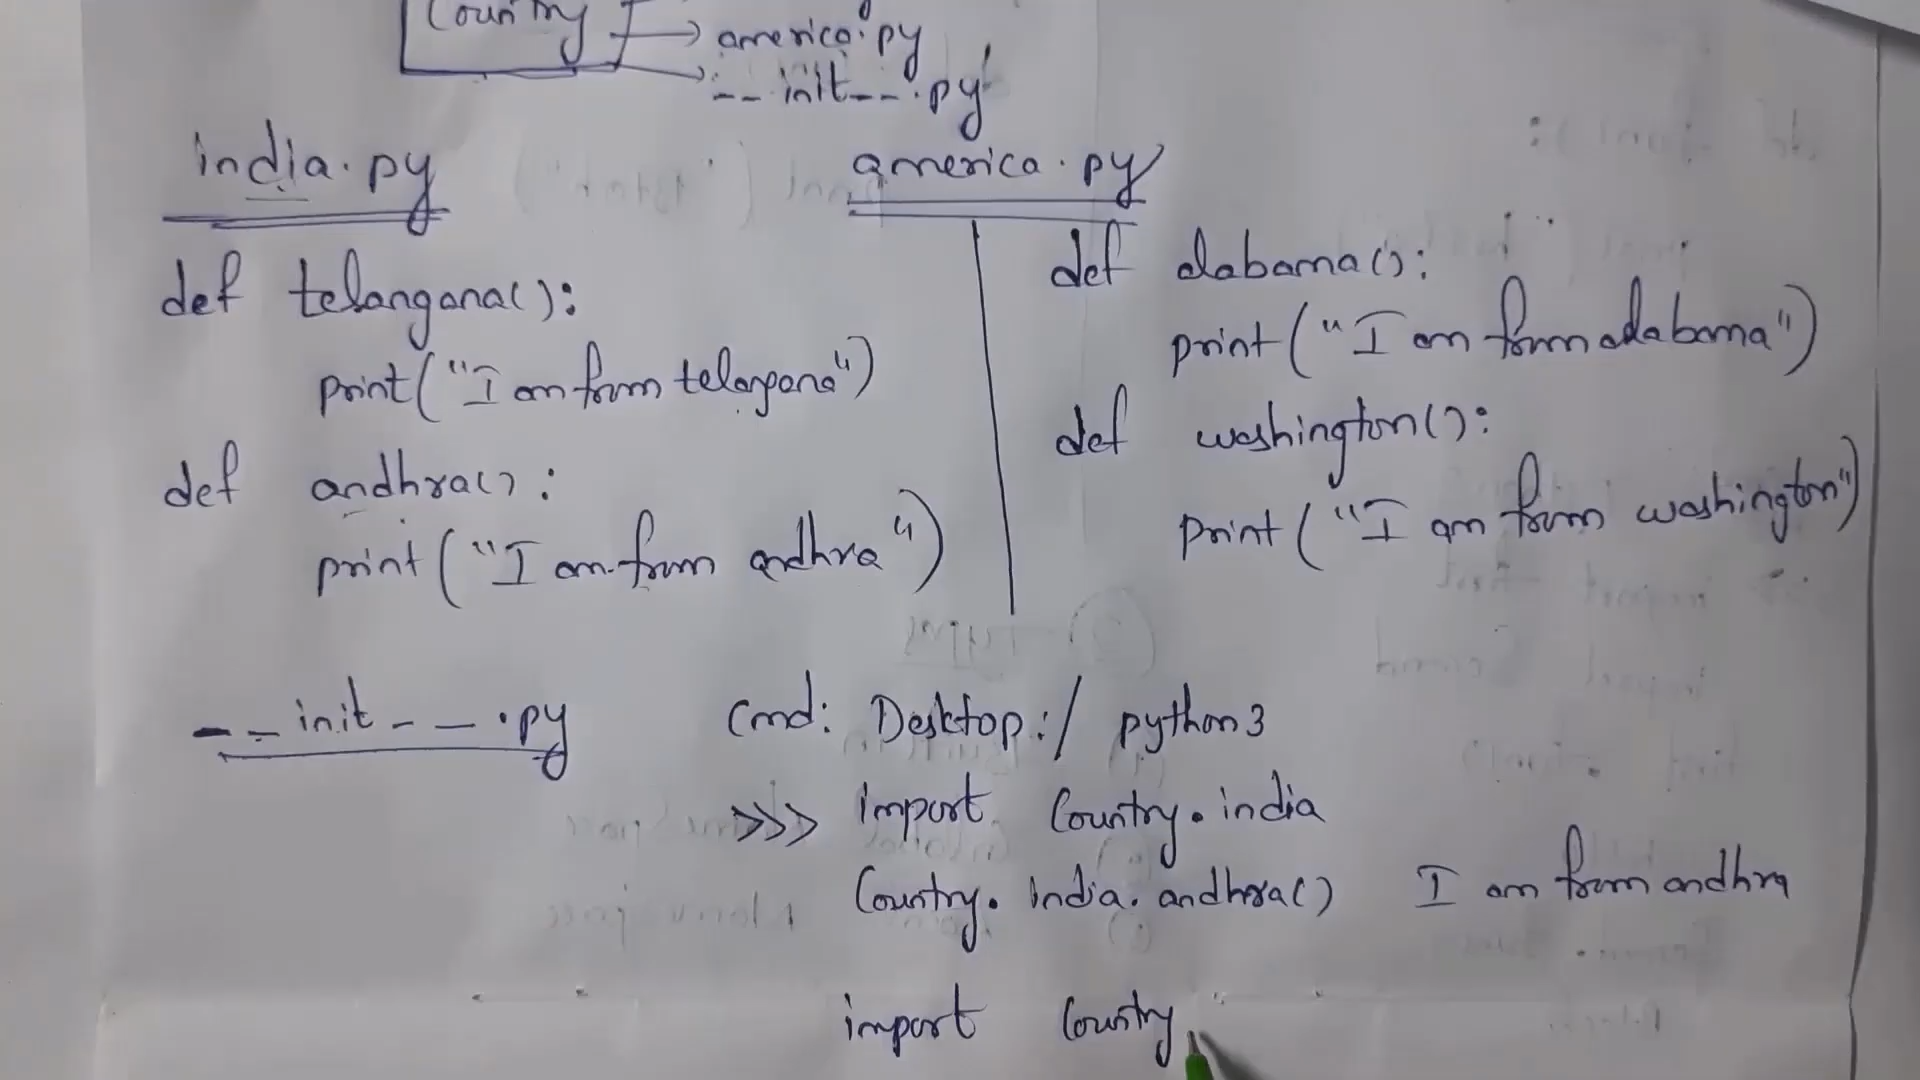 Country
america.py
__init__.py
india.py
def telangana():
print("I am from telangana")
def andhra():
print("I am from andhra")
america.py
def alabama():
print("I am from alabama")
def washington():
print("I am from washington")
__init__.py
Cmd: Desktop:/ python3
>>> import Country.india
Country.india.andhra() I am from andhra
import Country.